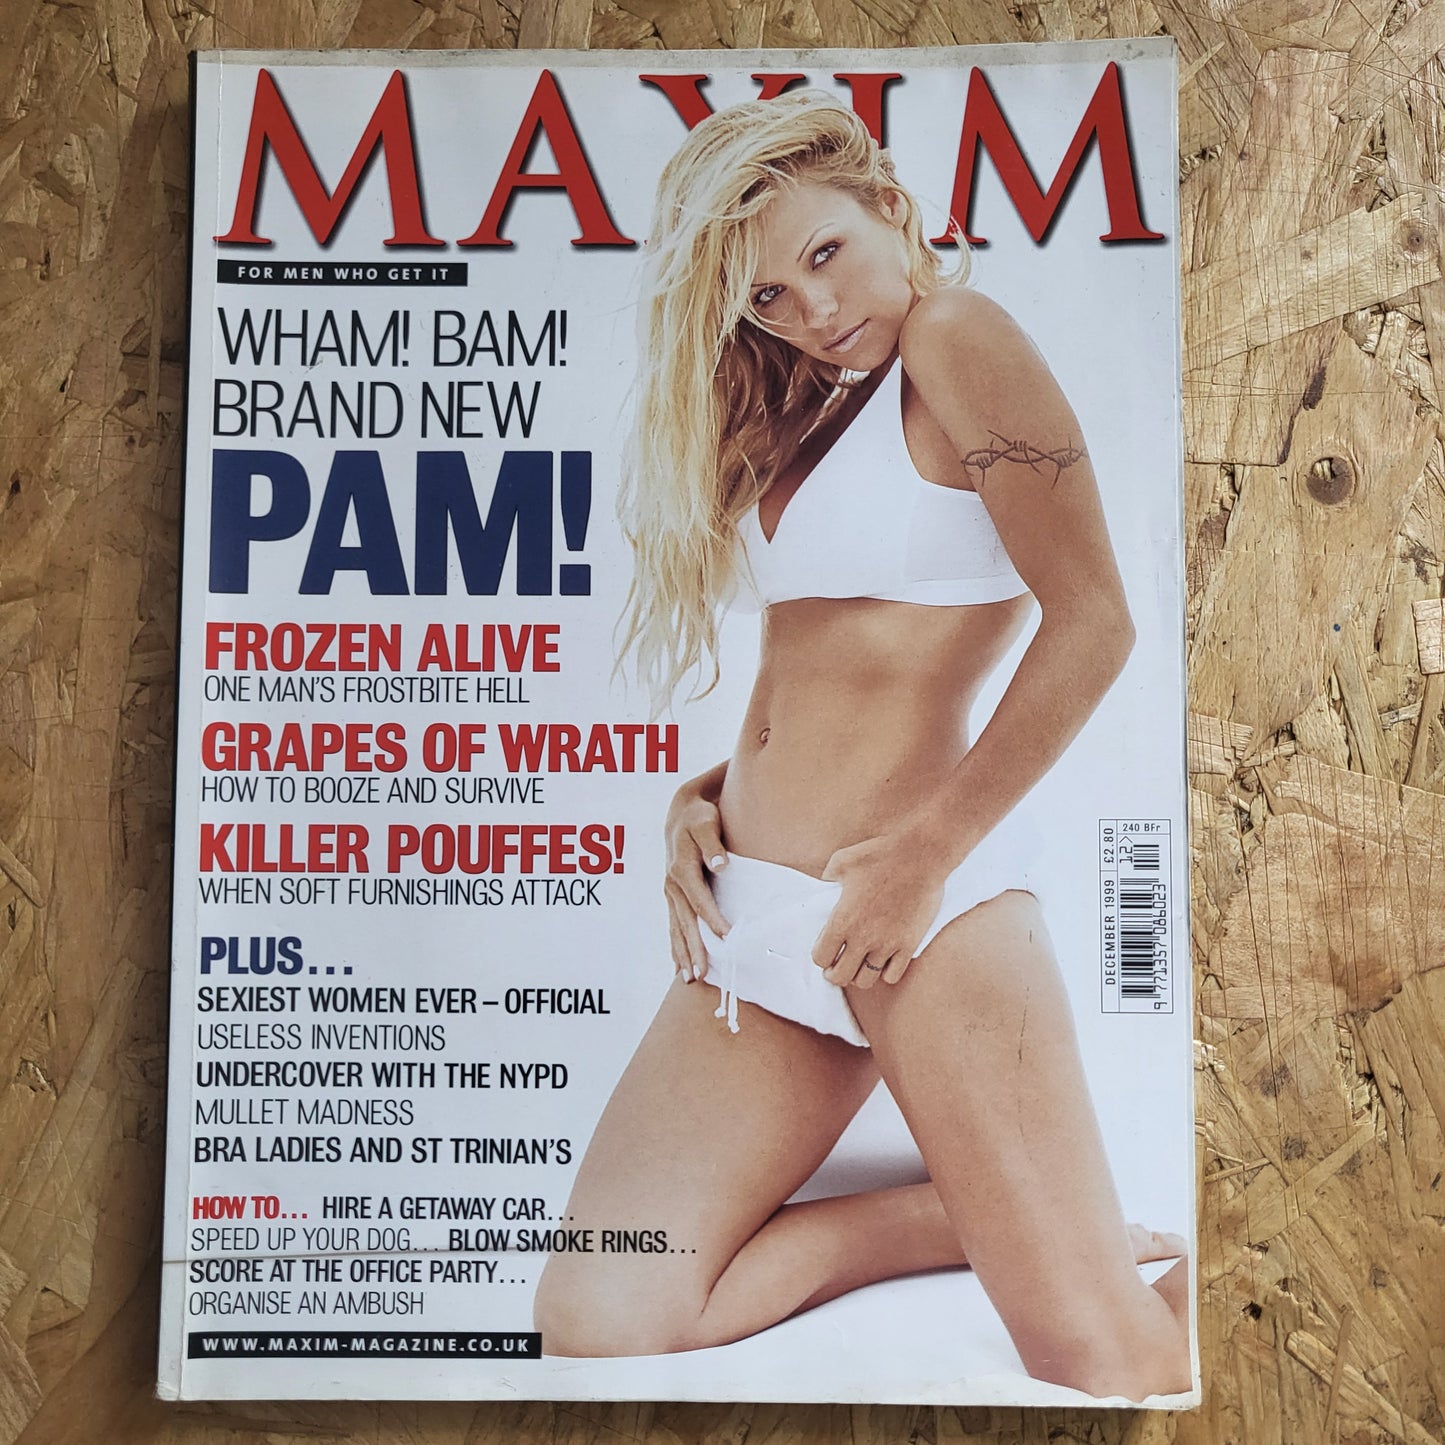 MAXIM
FOR MEN WHO GET IT
WHAM! BAM!
BRAND NEW
PAM!
FROZEN ALIVE
ONE MAN'S FROSTBITE HELL
GRAPES OF WRATH
HOW TO BOOZE AND SURVIVE
KILLER POUFFES!
WHEN SOFT FURNISHINGS ATTACK
PLUS...
SEXIEST WOMEN EVER – OFFICIAL
USELESS INVENTIONS
UNDERCOVER WITH THE NYPD
MULLET MADNESS
BRA LADIES AND ST TRINIAN'S
HOW TO... HIRE A GETAWAY CAR...
SPEED UP YOUR DOG... BLOW SMOKE RINGS...
SCORE AT THE OFFICE PARTY...
ORGANISE AN AMBUSH
WWW.MAXIM-MAGAZINE.CO.UK
DECEMBER 1999 £2.80
240 BFr
12>
9 771357 086023